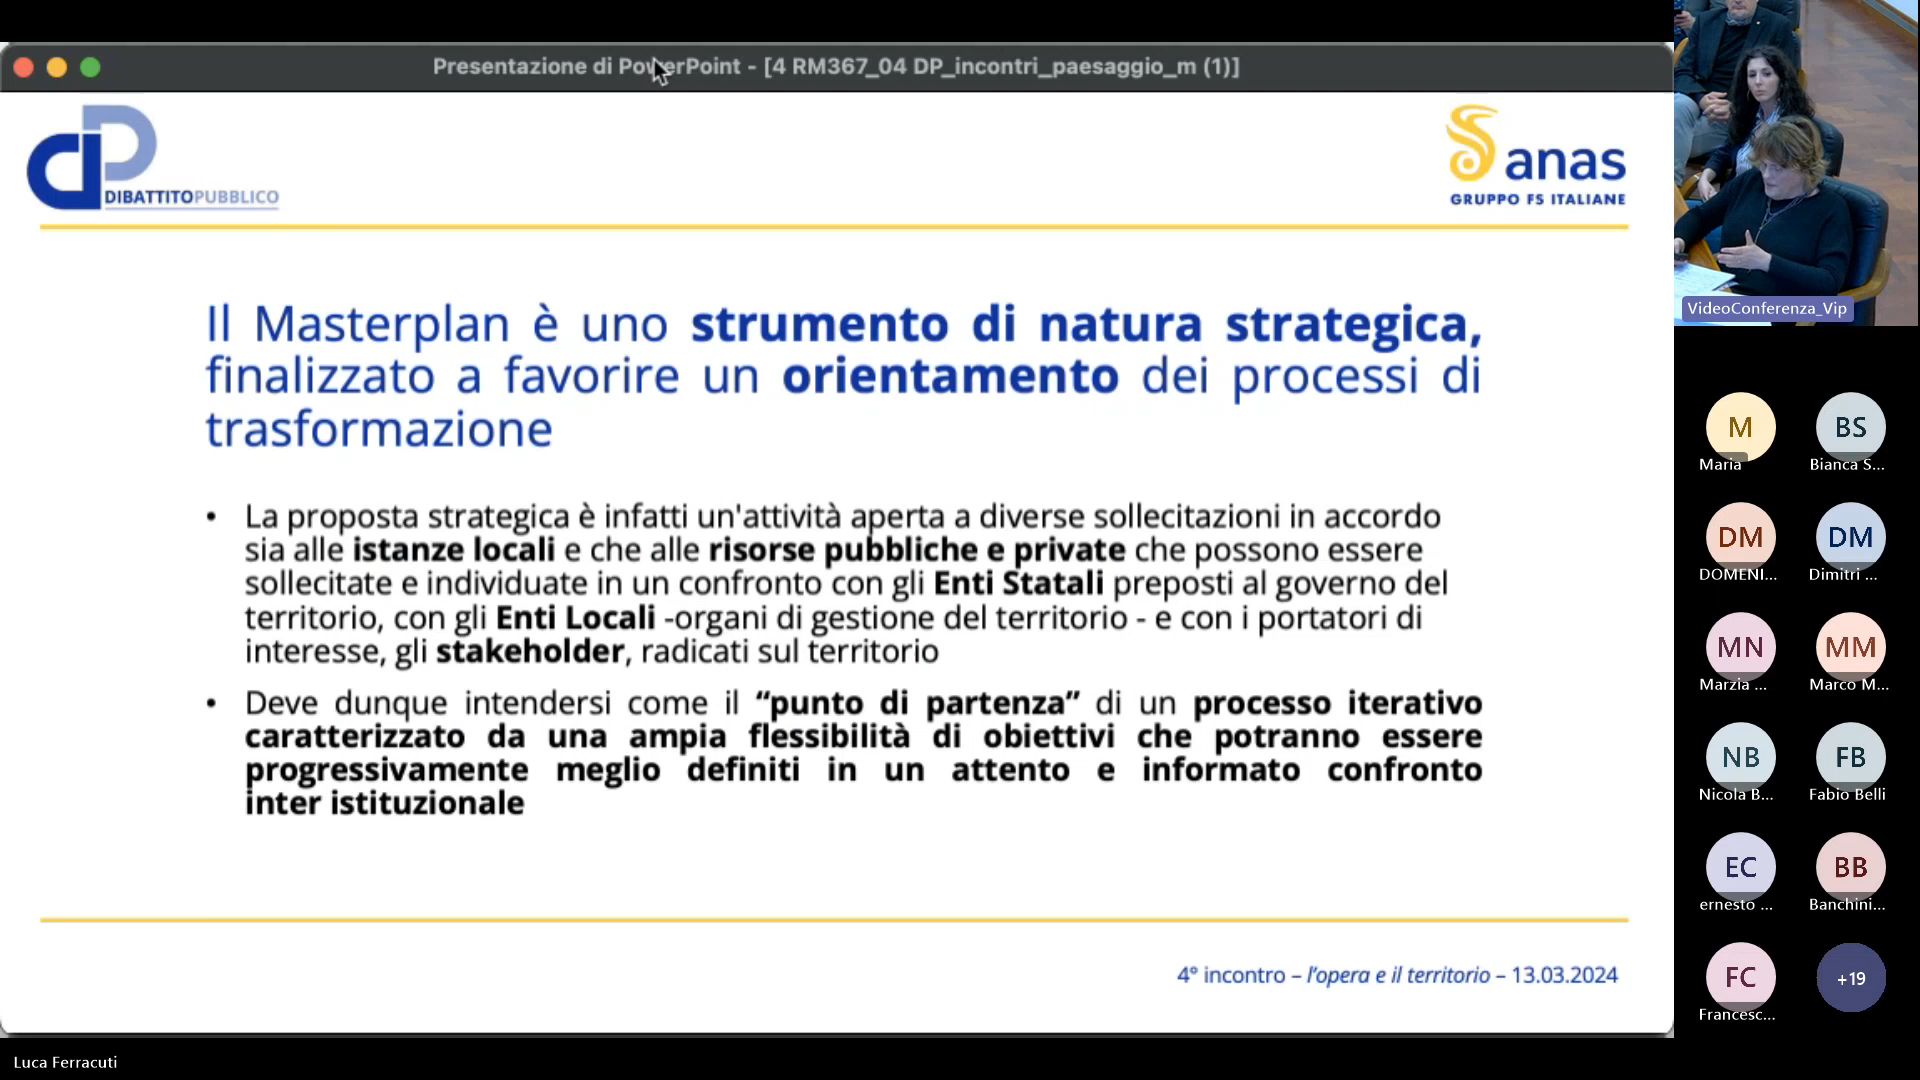 Presentazione di PowerPoint - [4 RM367_04 DP_incontri_paesaggio_m (1)]
DIBATTITOPUBBLICO
anas
GRUPPO FS ITALIANE
Il Masterplan è uno strumento di natura strategica,
finalizzato a favorire un orientamento dei processi di
trasformazione
• La proposta strategica è infatti un'attività aperta a diverse sollecitazioni in accordo
sia alle istanze locali e che alle risorse pubbliche e private che possono essere
sollecitate e individuate in un confronto con gli Enti Statali preposti al governo del
territorio, con gli Enti Locali -organi di gestione del territorio - e con i portatori di
interesse, gli stakeholder, radicati sul territorio
• Deve dunque intendersi come il “punto di partenza” di un processo iterativo
caratterizzato da una ampia flessibilità di obiettivi che potranno essere
progressivamente meglio definiti in un attento e informato confronto
inter istituzionale
4° incontro – l'opera e il territorio – 13.03.2024
Luca Ferracuti
VideoConferenza_Vip
M
Maria
BS
Bianca S...
DM
DOMENI...
DM
Dimitri ...
MN
Marzia ...
MM
Marco M...
NB
Nicola B...
FB
Fabio Belli
EC
ernesto ...
BB
Banchini...
FC
Francesc...
+19